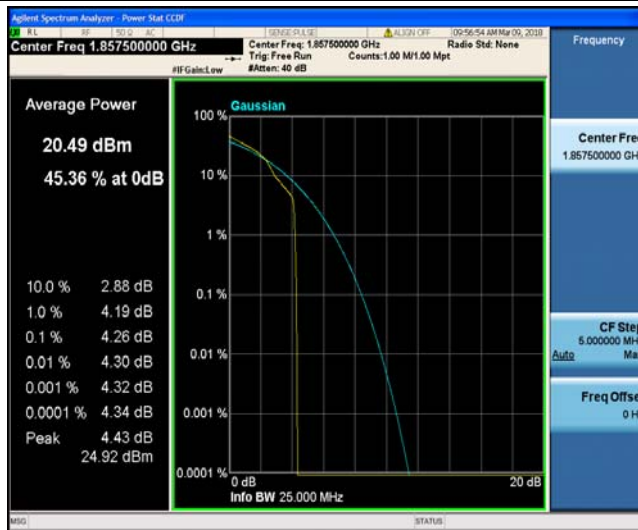 Agilent Spectrum Analyzer - Power Stat CCDF
RL RF 50 Ω AC SENSE:PULSE ALIGN OFF 09:56:54 AM Mar 09, 2018
Center Freq 1.857500000 GHz
Center Freq: 1.857500000 GHz Radio Std: None
Trig: Free Run Counts:1.00 M/1.00 Mpt
#IFGain:Low #Atten: 40 dB
Frequency
Average Power
20.49 dBm
45.36 % at 0dB
10.0 % 2.88 dB
1.0 % 4.19 dB
0.1 % 4.26 dB
0.01 % 4.30 dB
0.001 % 4.32 dB
0.0001 % 4.34 dB
Peak 4.43 dB
24.92 dBm
Gaussian
100 %
10 %
1 %
0.1 %
0.01 %
0.001 %
0.0001 %
0 dB 20 dB
Info BW 25.000 MHz
Center Fre
1.857500000 GH
CF Step
5.000000 MH
Auto Ma
Freq Offse
0 H
MSG STATUS